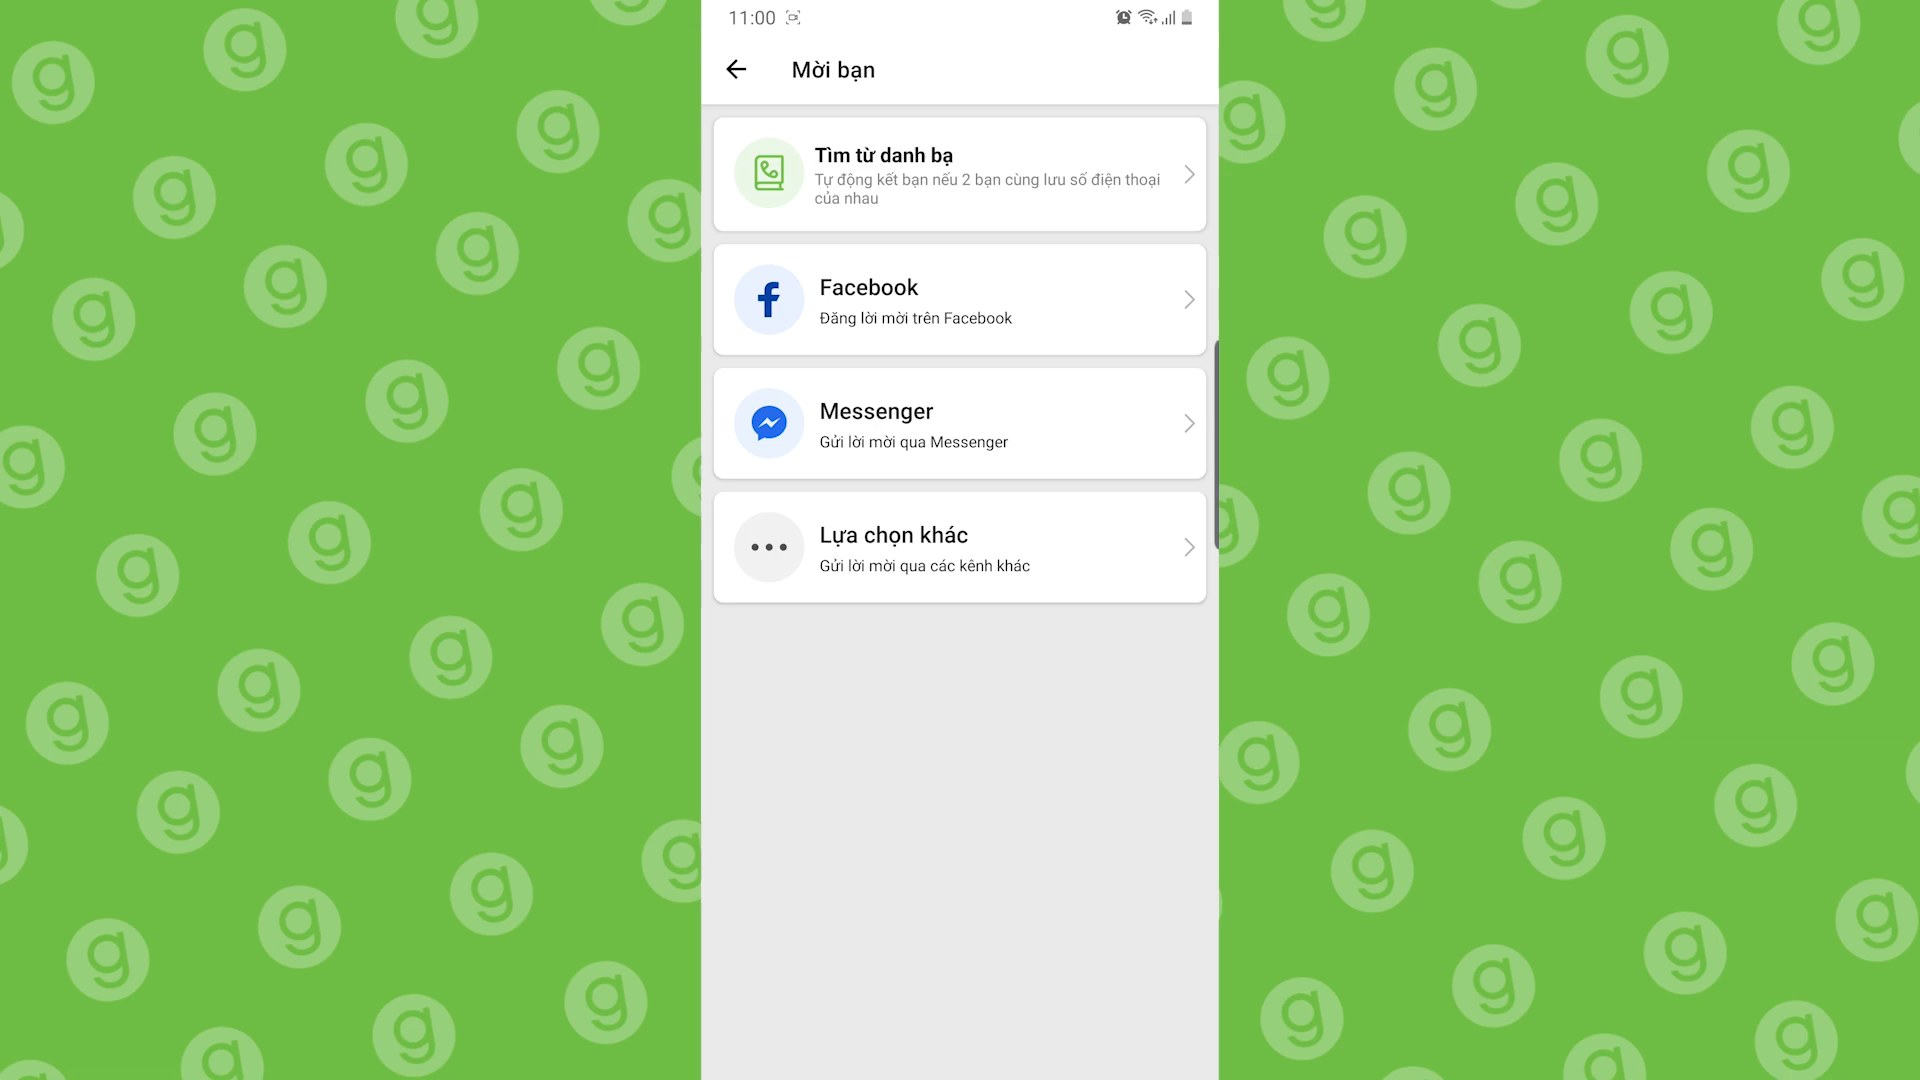 11:00
Mời bạn
Tìm từ danh bạ
Tự động kết bạn nếu 2 bạn cùng lưu số điện thoại
của nhau
Facebook
Đăng lời mời trên Facebook
Messenger
Gửi lời mời qua Messenger
Lựa chọn khác
Gửi lời mời qua các kênh khác